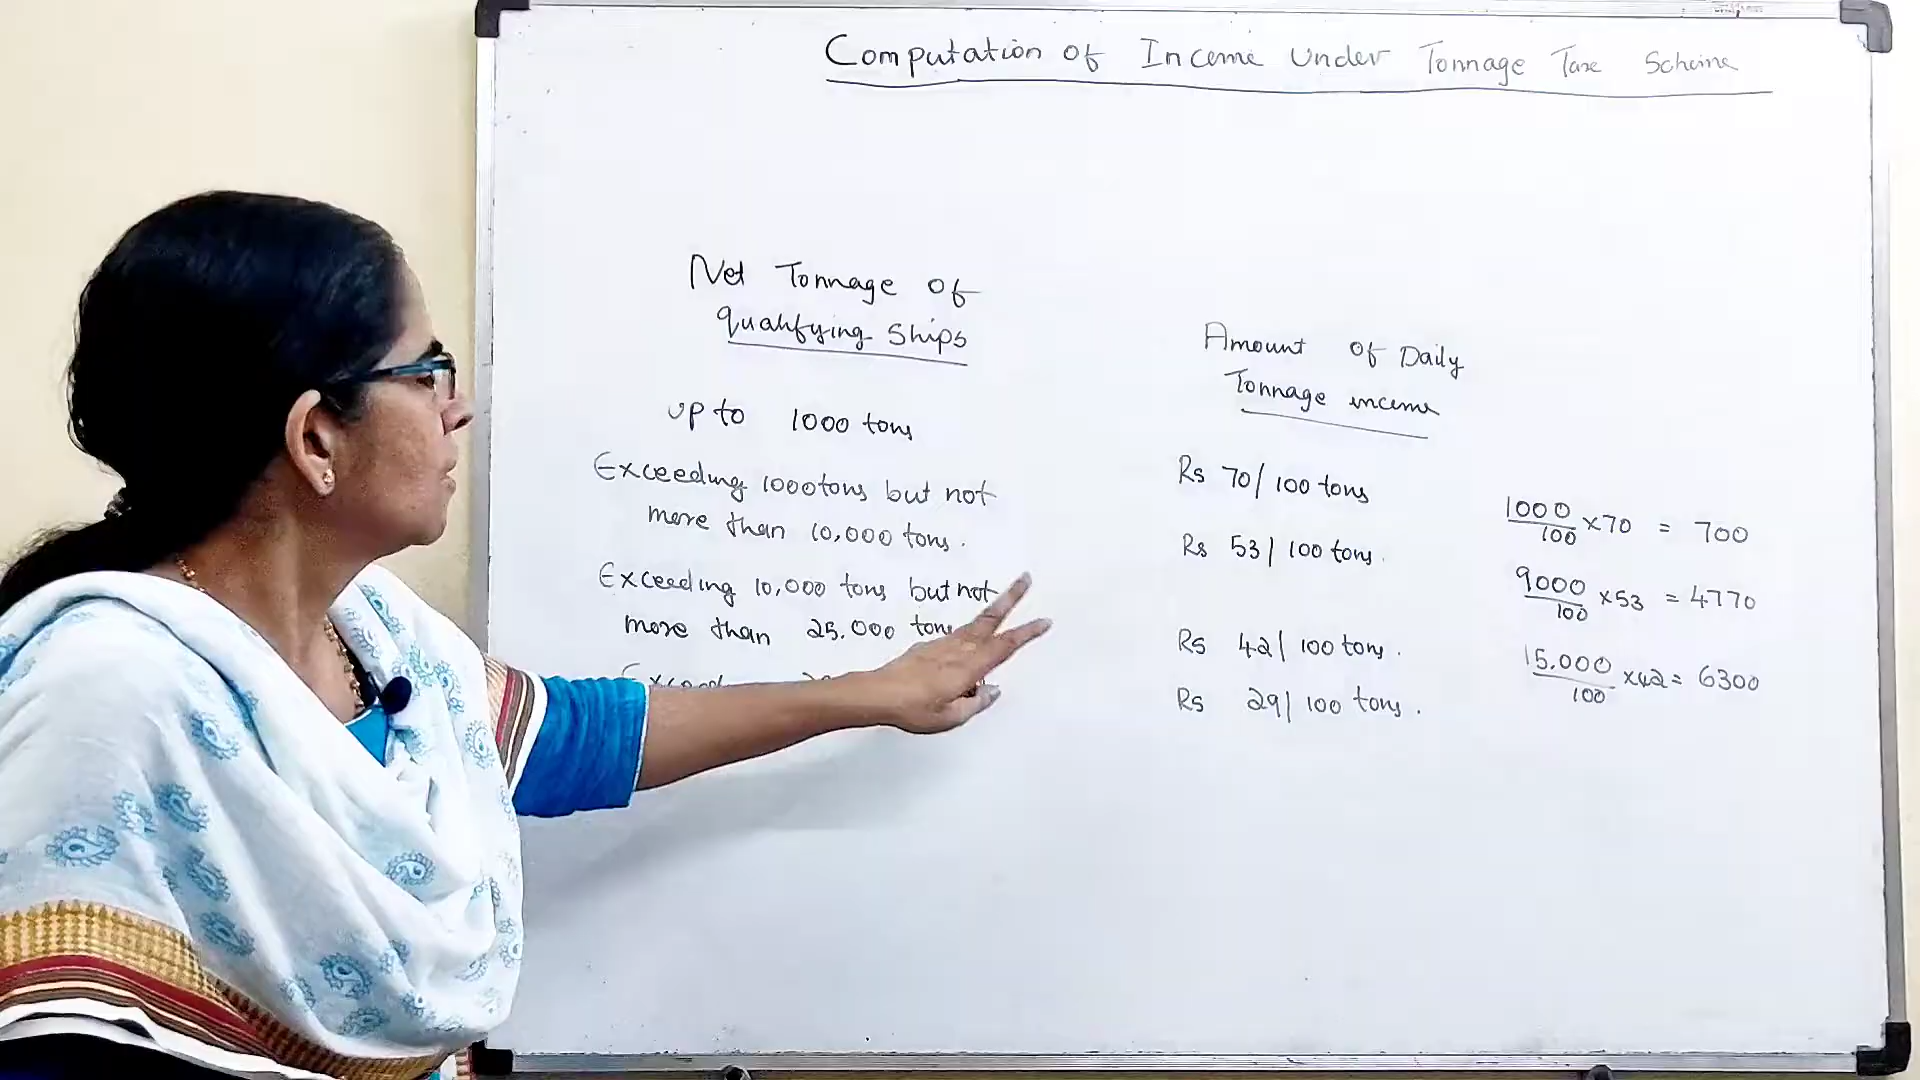 Computation of Income Under Tonnage Tax Scheme
Net Tonnage of
Qualifying Ships
up to 1000 tons
Exceeding 1000 tons but not
more than 10,000 tons.
Exceeding 10,000 tons but not
more than 25,000 tons
Amount of Daily
Tonnage income
Rs 70/100 tons
Rs 53/100 tons.
Rs 42/100 tons.
Rs 29/100 tons.
1000/100 x70 = 700
9000/100 x53 = 4770
15,000/100 x42 = 6300